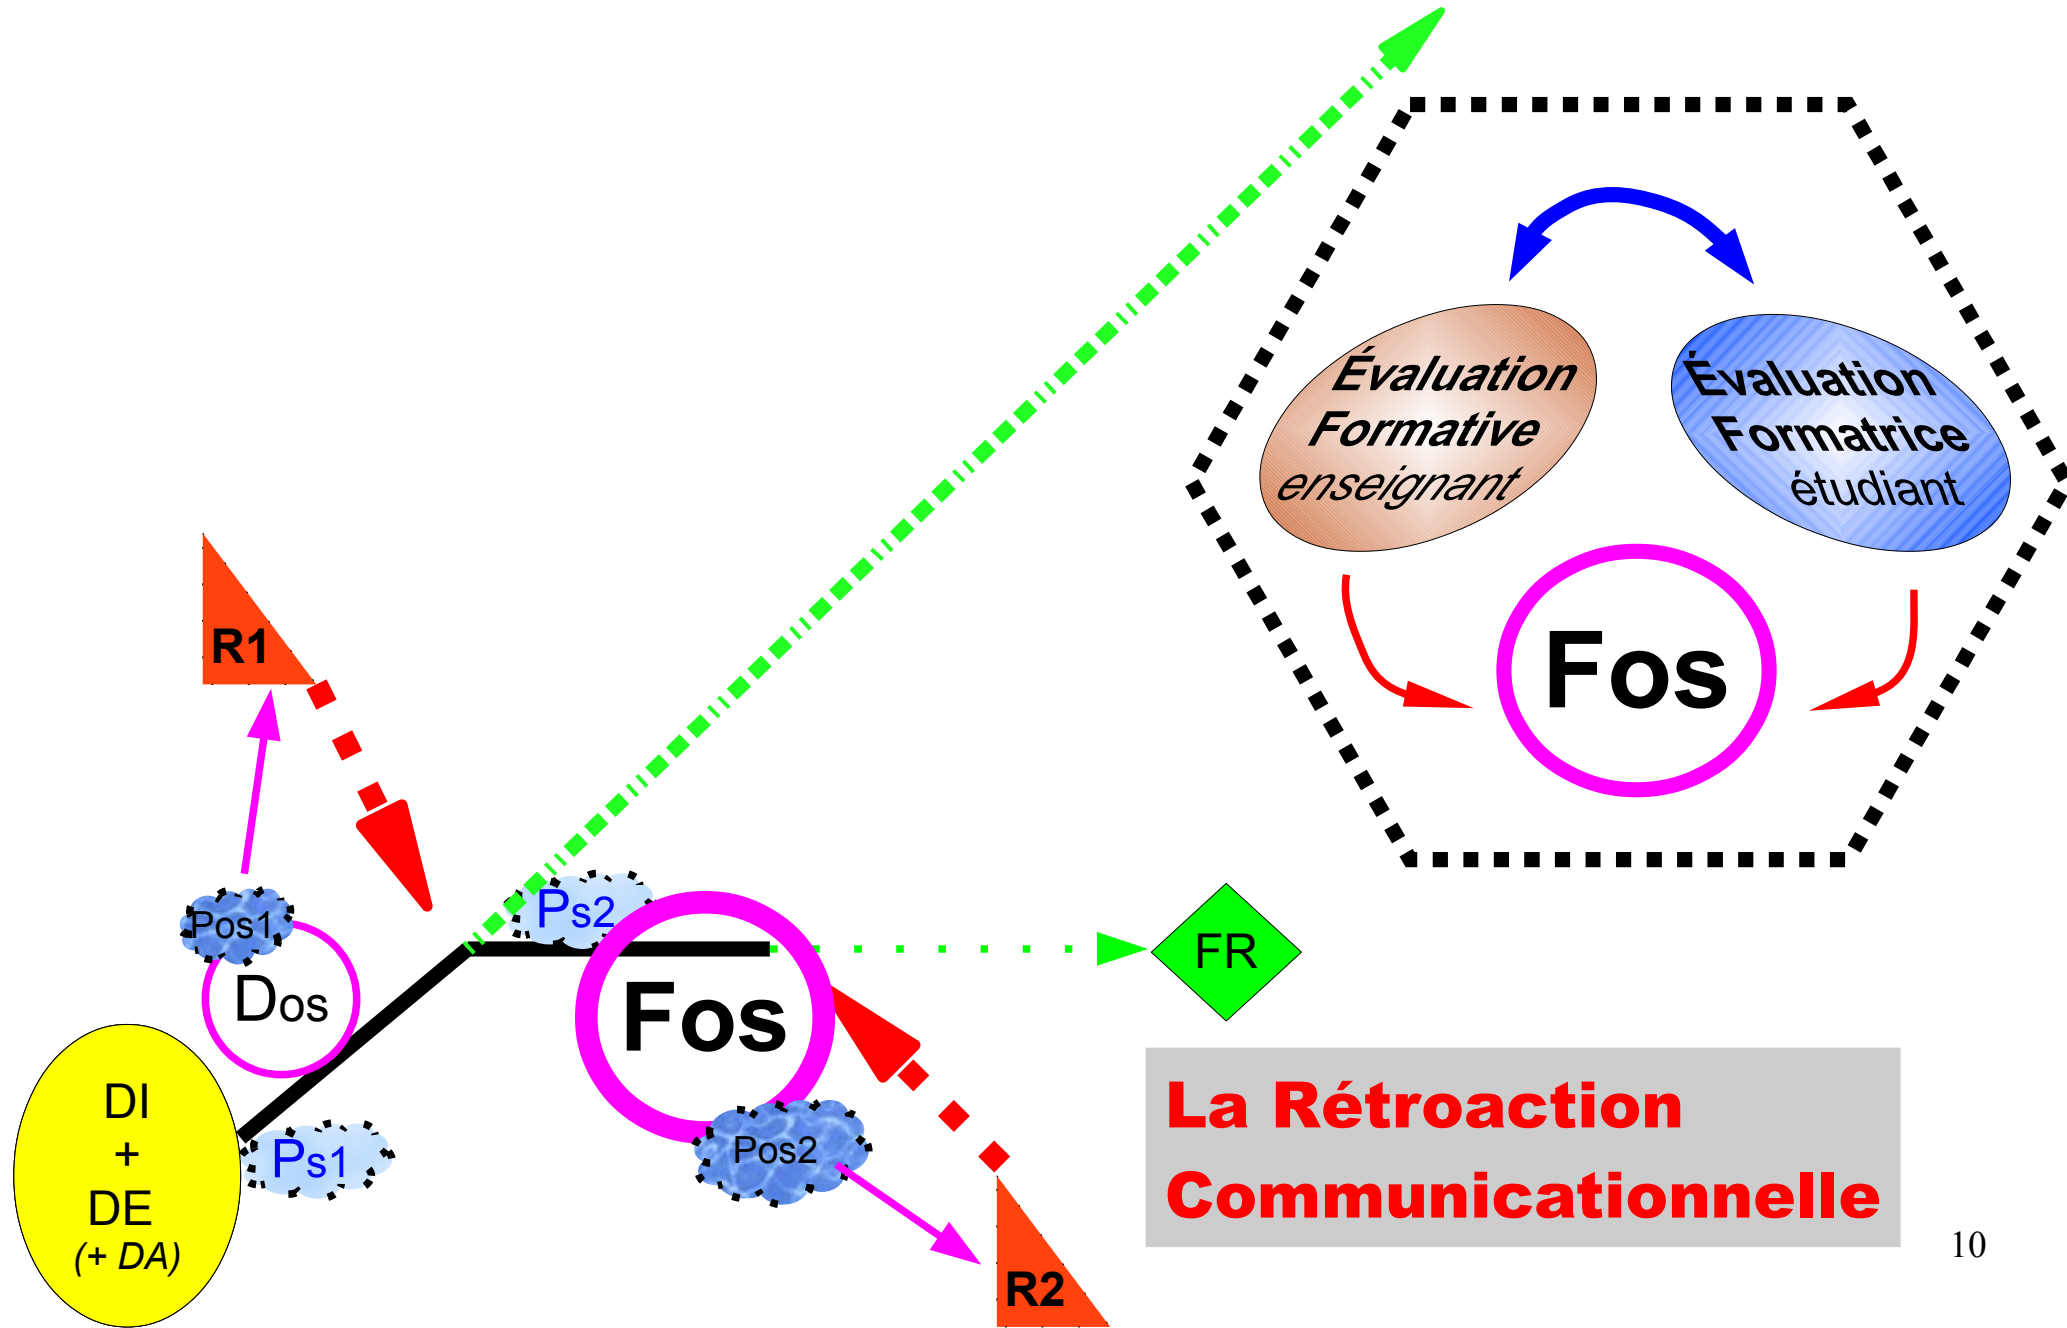 Évaluation
Formative
enseignant
Évaluation
Formatrice
étudiant
Fos
R1
Pos1
Dos
Ps2
Fos
FR
DI
+
DE
(+ DA)
Ps1
Pos2
R2
La Rétroaction
Communicationnelle
10